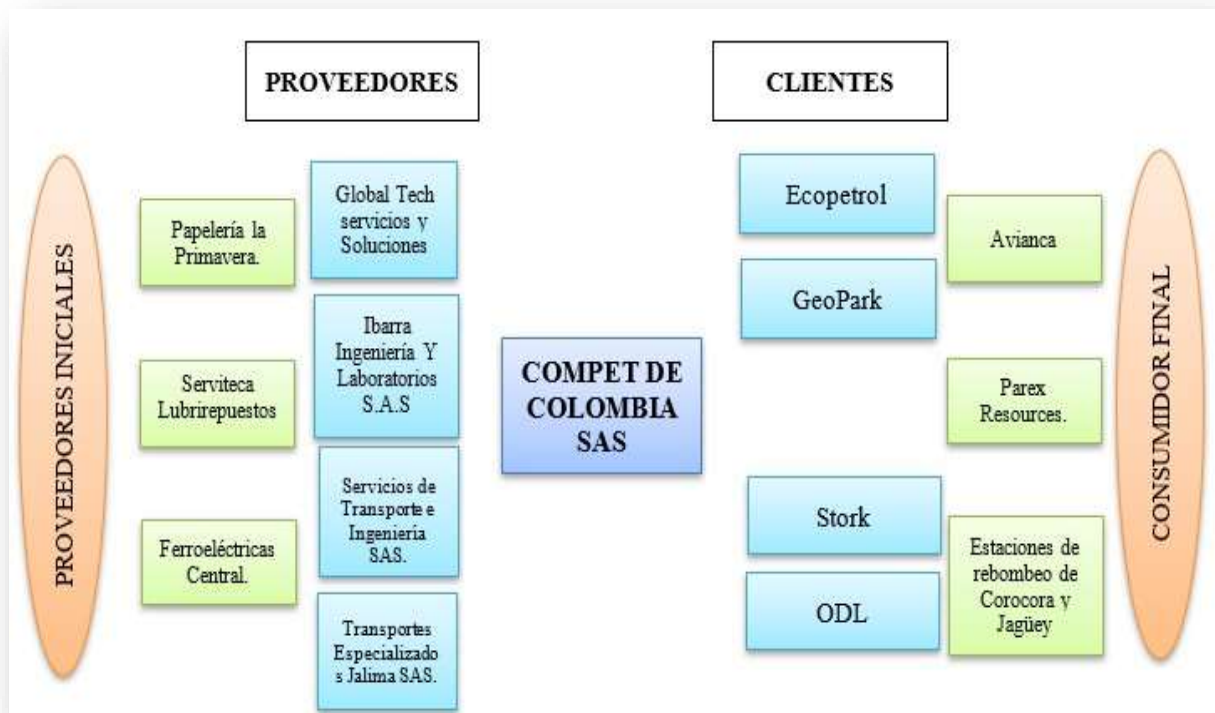 PROVEEDORES
CLIENTES
PROVEEDORES INICIALES
Papelería la
Primavera.
Serviteca
Lubrirepuestos
Ferroeléctricas
Central.
Global Tech
servicios y
Soluciones
Ibarra
Ingeniería Y
Laboratorios
S.A.S
Servicios de
Transporte e
Ingeniería
SAS.
Transportes
Especializado
s Jalima SAS.
COMPET DE
COLOMBIA
SAS
Ecopetrol
GeoPark
Stork
ODL
Avianca
Parex
Resources.
Estaciones de
rebombeo de
Corocora y
Jagüey
CONSUMIDOR FINAL